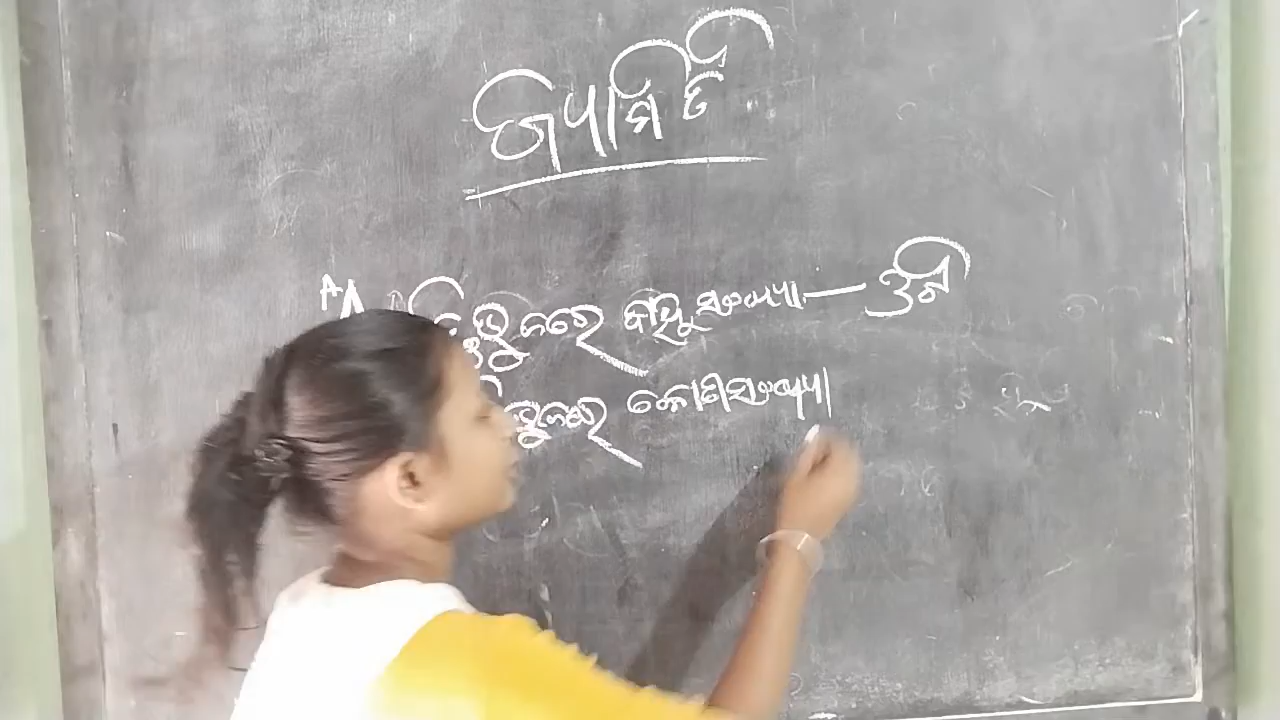 ଜ୍ୟାମିତି
ତ୍ରିଭୁଜରେ ବାହୁ ସଂଖ୍ୟା — ୩ଟି
ଭୁଜରେ କୋଣସଂଖ୍ୟା